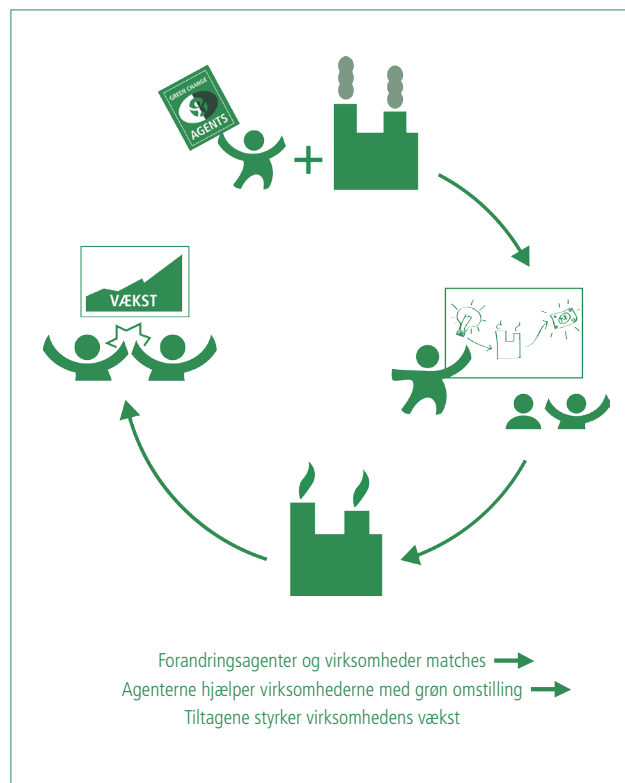 GREEN CHANGE
AGENTS
VÆKST
Forandringsagenter og virksomheder matches
Agenterne hjælper virksomhederne med grøn omstilling
Tiltagene styrker virksomhedens vækst